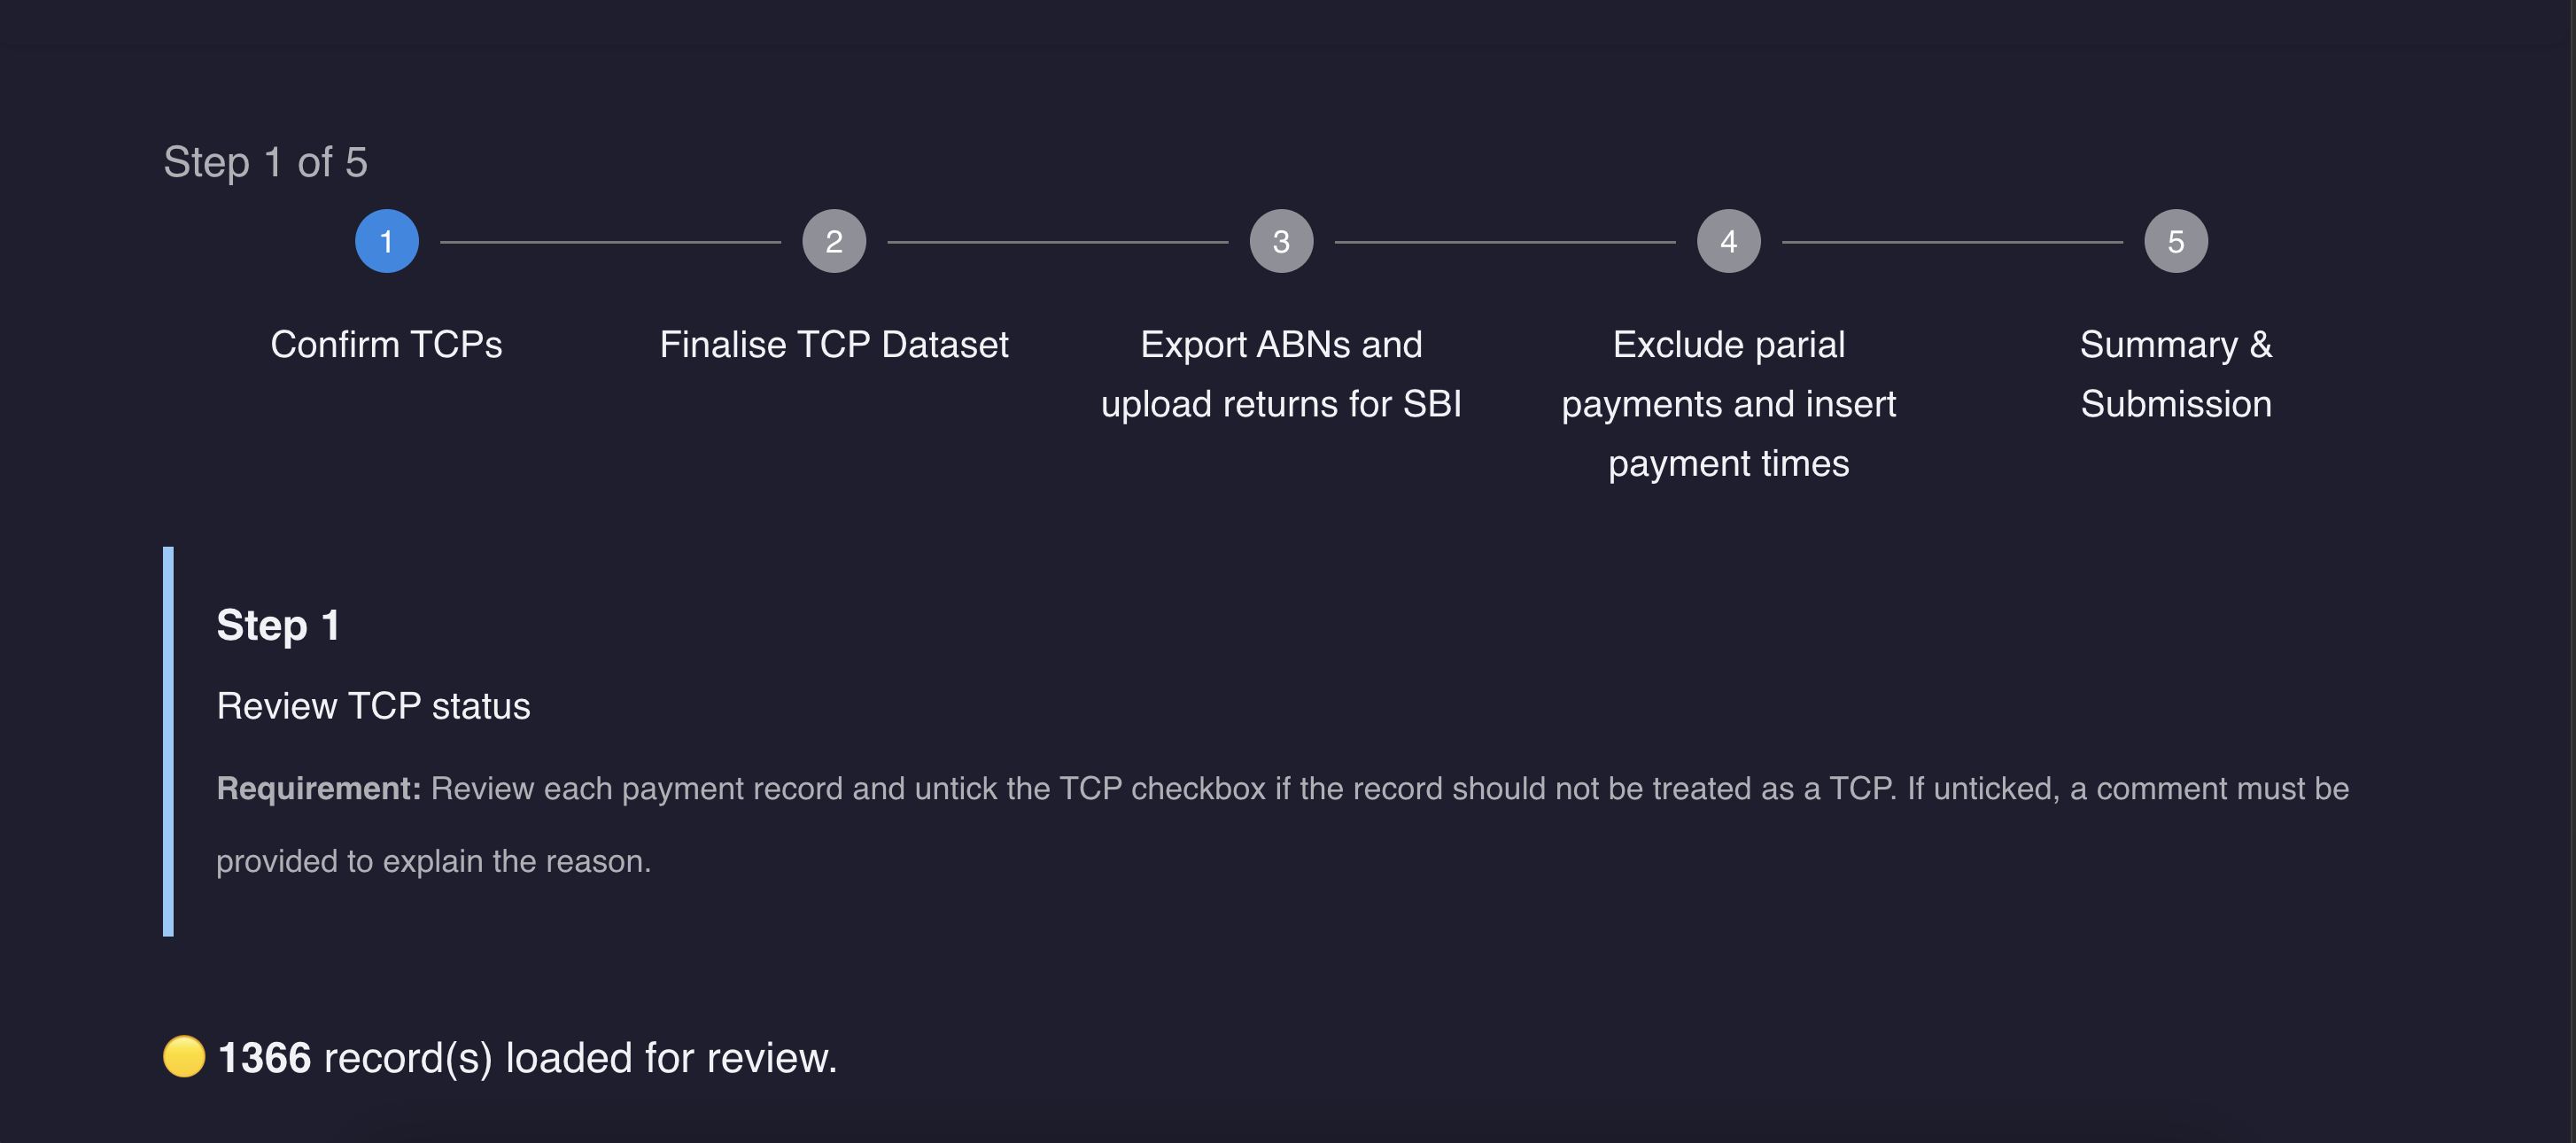 Step 1 of 5
1
2
3
4
5
Confirm TCPs
Finalise TCP Dataset
Export ABNs and
upload returns for SBI
Exclude parial
payments and insert
payment times
Summary &
Submission
Step 1
Review TCP status
Requirement: Review each payment record and untick the TCP checkbox if the record should not be treated as a TCP. If unticked, a comment must be
provided to explain the reason.
1366 record(s) loaded for review.